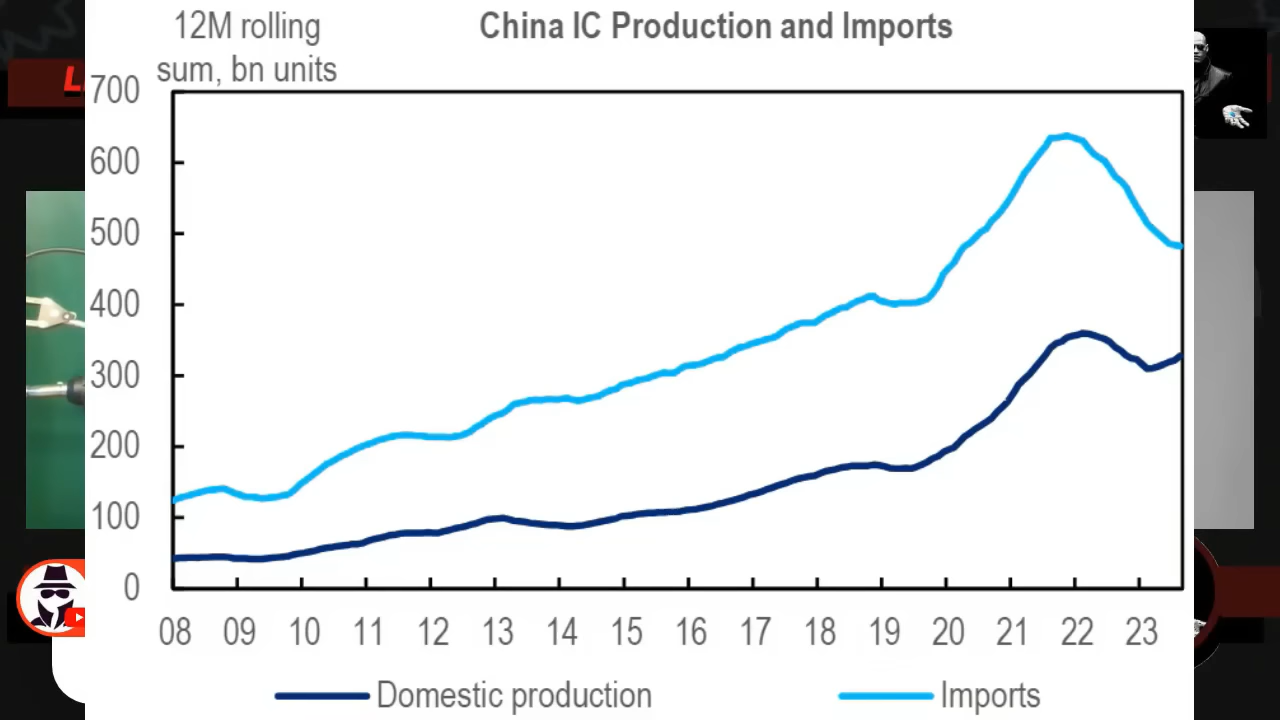 12M rolling
sum, bn units
China IC Production and Imports
700
600
500
400
300
200
100
0
08 09 10 11 12 13 14 15 16 17 18 19 20 21 22 23
Domestic production
Imports